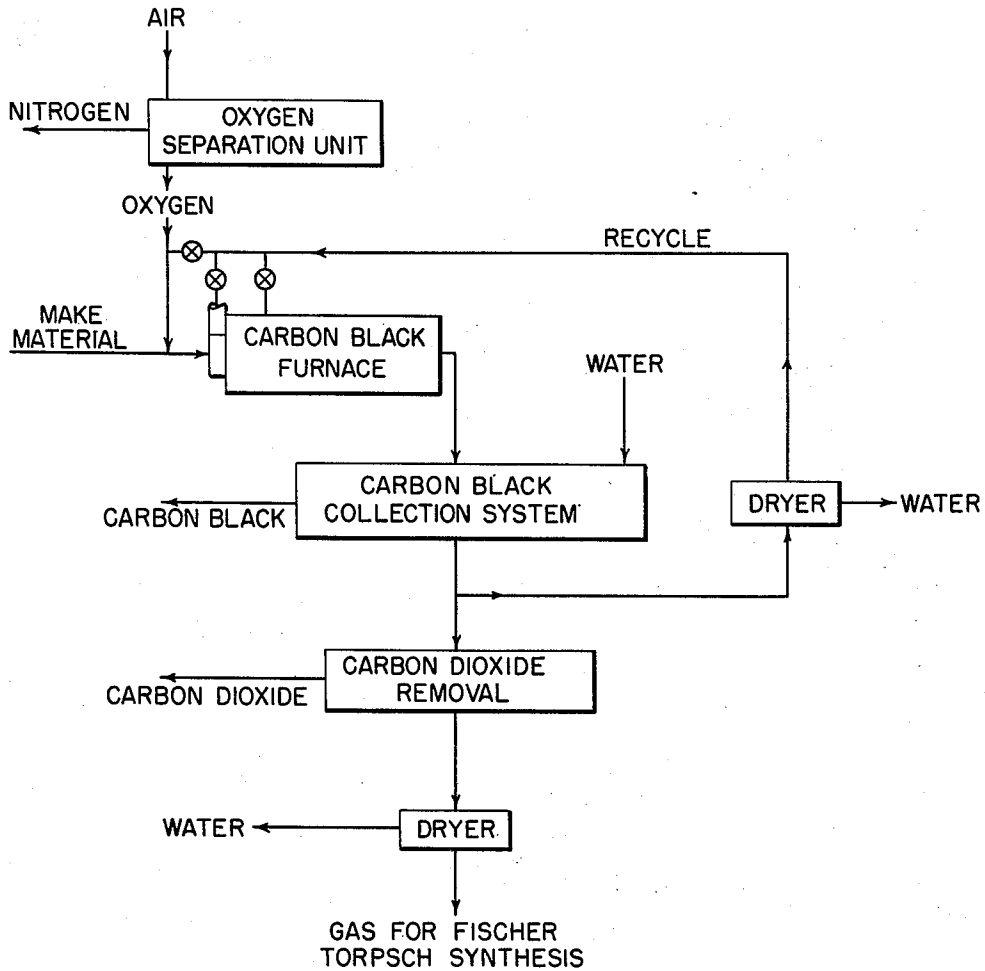 AIR
NITROGEN
OXYGEN
SEPARATION UNIT
OXYGEN
RECYCLE
MAKE
MATERIAL
CARBON BLACK
FURNACE
WATER
CARBON BLACK
COLLECTION SYSTEM
CARBON BLACK
DRYER
WATER
CARBON DIOXIDE
REMOVAL
CARBON DIOXIDE
WATER
DRYER
GAS FOR FISCHER
TORPSCH SYNTHESIS